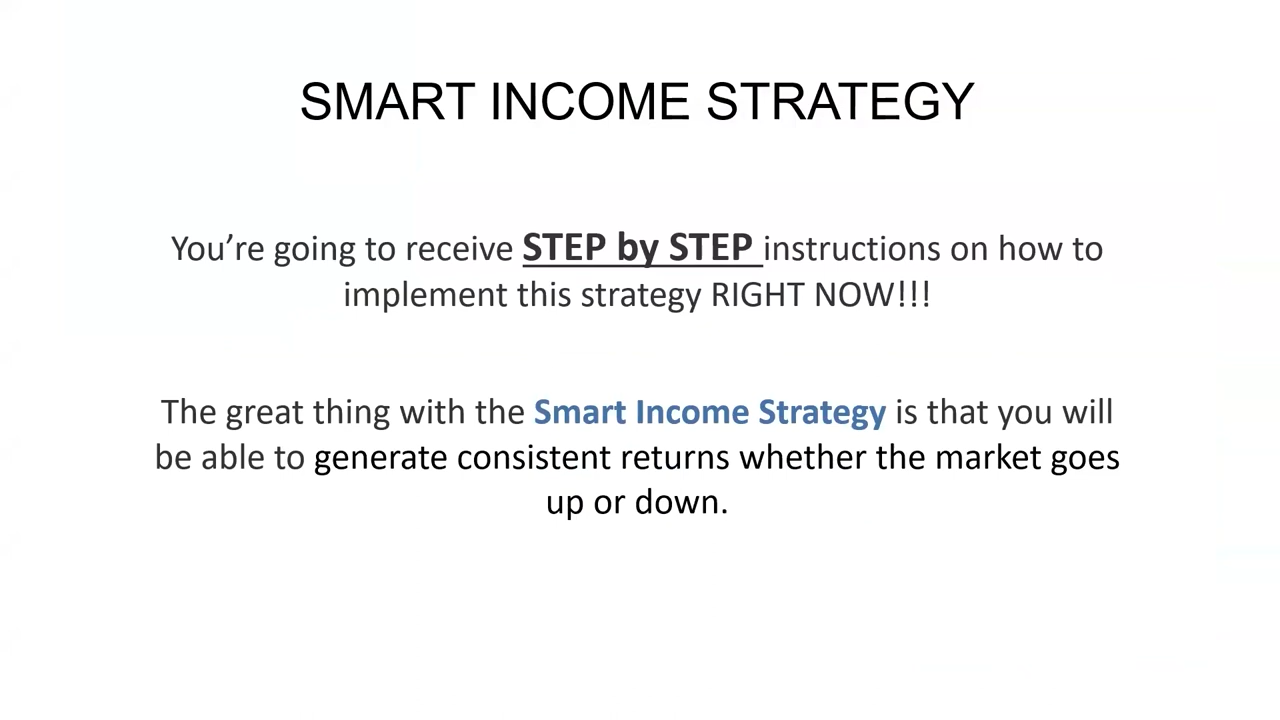 SMART INCOME STRATEGY
You’re going to receive STEP by STEP instructions on how to
implement this strategy RIGHT NOW!!!
The great thing with the Smart Income Strategy is that you will
be able to generate consistent returns whether the market goes
up or down.